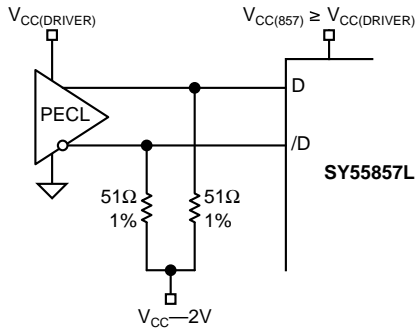 VCC(DRIVER)
VCC(857) ≥ VCC(DRIVER)
PECL
D
/D
SY55857L
51Ω
1%
51Ω
1%
VCC—2V